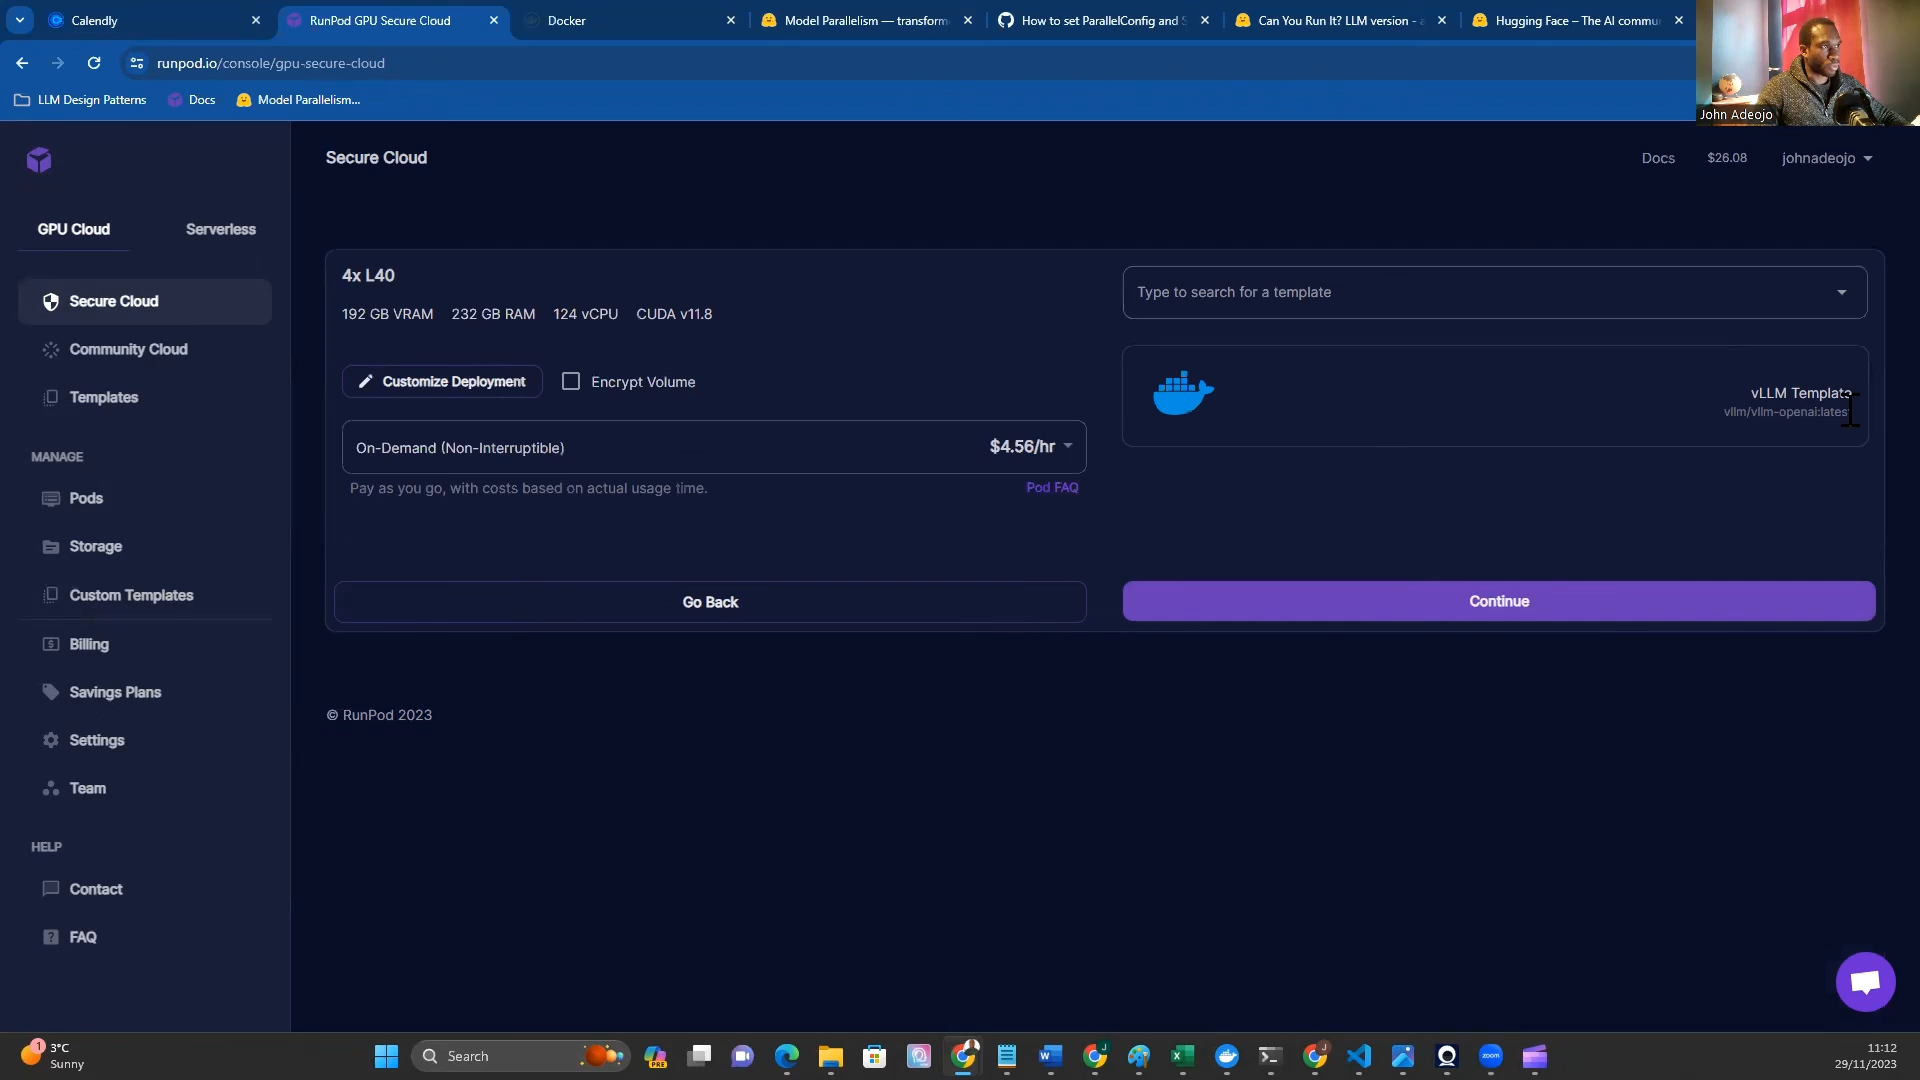 Calendly
RunPod GPU Secure Cloud
Docker
Model Parallelism — transform
How to set ParallelConfig and S
Can You Run It? LLM version - a
Hugging Face – The AI commu
runpod.io/console/gpu-secure-cloud
LLM Design Patterns
Docs
Model Parallelism...
John Adeojo
Secure Cloud
Docs
$26.08
johnadeojo
GPU Cloud
Serverless
Secure Cloud
Community Cloud
Templates
MANAGE
Pods
Storage
Custom Templates
Billing
Savings Plans
Settings
Team
HELP
Contact
FAQ
4x L40
192 GB VRAM 232 GB RAM 124 vCPU CUDA v11.8
Customize Deployment
Encrypt Volume
On-Demand (Non-Interruptible)
$4.56/hr
Pay as you go, with costs based on actual usage time.
Pod FAQ
Type to search for a template
vLLM Template
vllm/vllm-openai:latest
Go Back
Continue
© RunPod 2023
1
3°C
Sunny
Search
PRE
zoom
11:12
29/11/2023